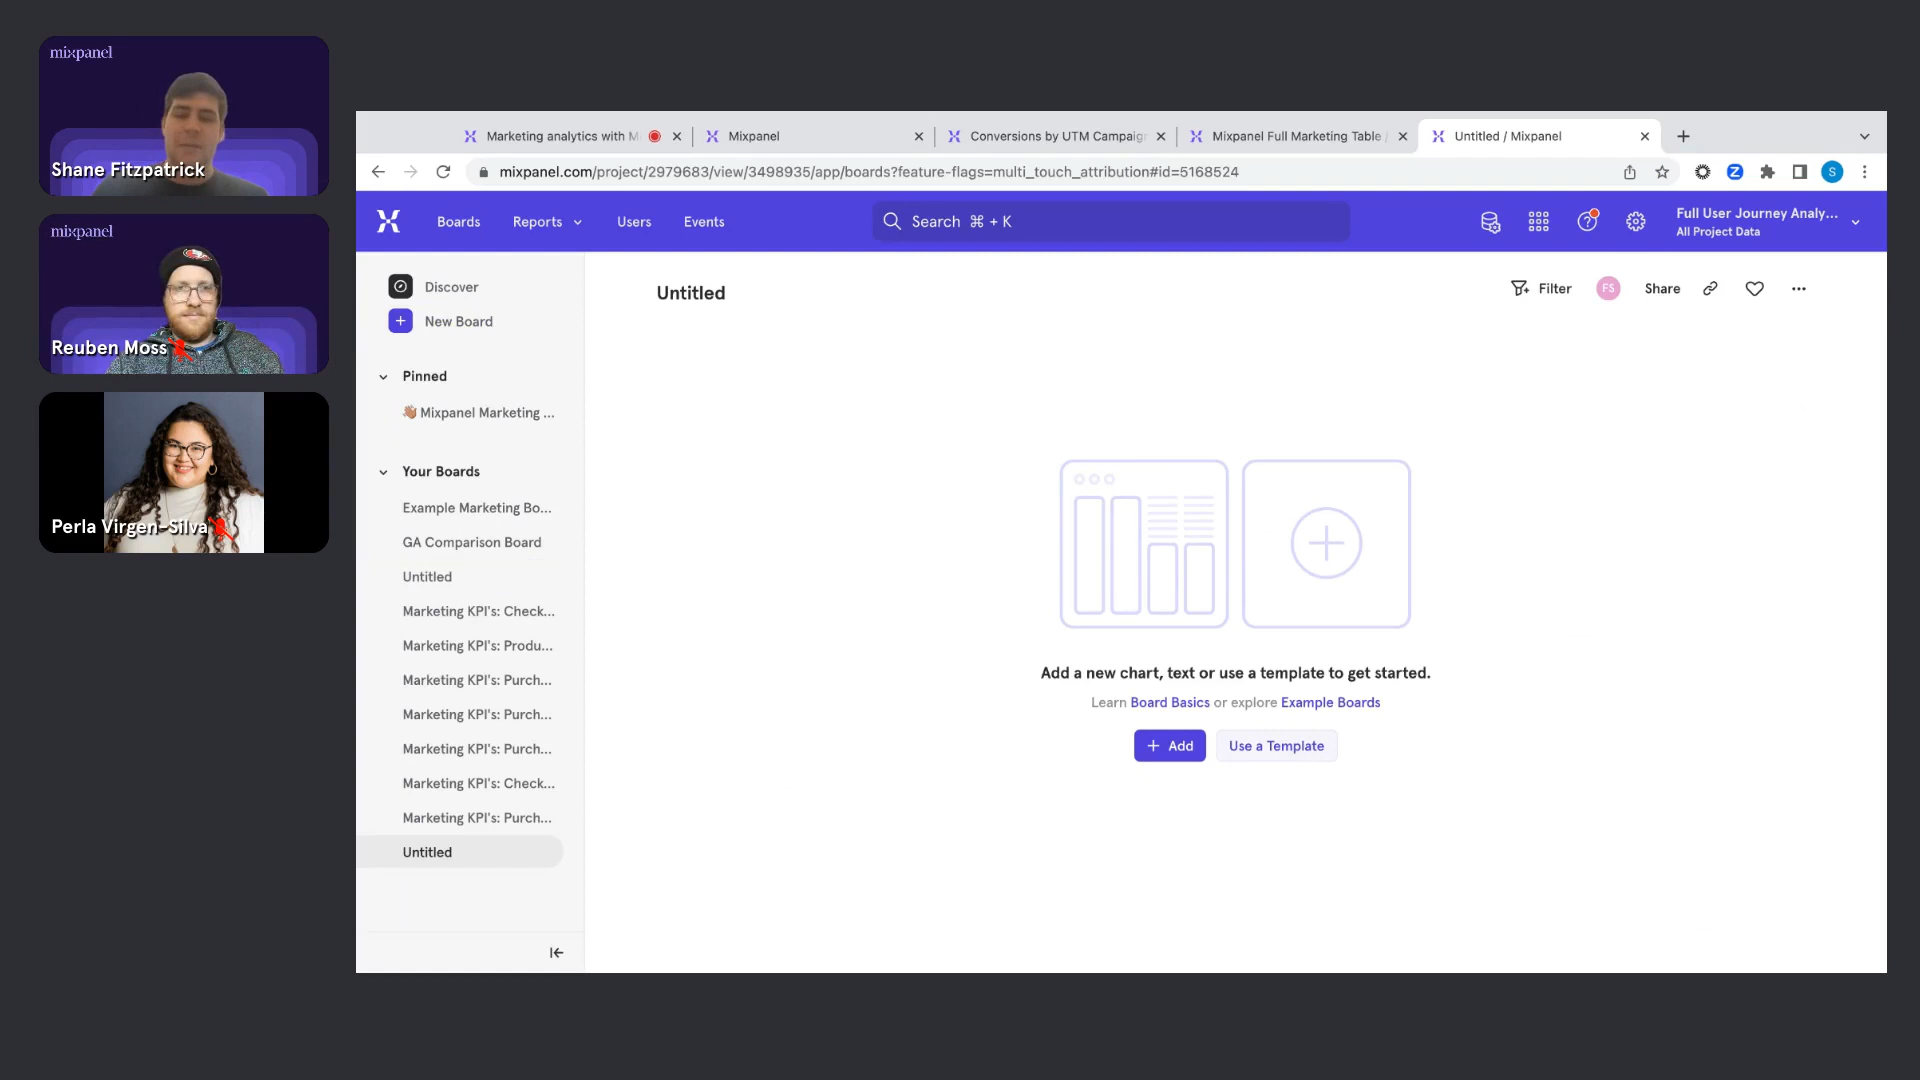 mixpanel
Shane Fitzpatrick
mixpanel
Reuben Moss
Perla Virgen-Silva
Marketing analytics with M
Mixpanel
Conversions by UTM Campaig
Mixpanel Full Marketing Table /
Untitled / Mixpanel
mixpanel.com/project/2979683/view/3498935/app/boards?feature-flags=multi_touch_attribution#id=5168524
Z
S
Boards
Reports
Users
Events
Search ⌘ + K
Full User Journey Analy...
All Project Data
Discover
New Board
Pinned
👋🏽 Mixpanel Marketing ...
Your Boards
Example Marketing Bo...
GA Comparison Board
Untitled
Marketing KPI's: Check...
Marketing KPI's: Produ...
Marketing KPI's: Purch...
Marketing KPI's: Purch...
Marketing KPI's: Purch...
Marketing KPI's: Check...
Marketing KPI's: Purch...
Untitled
Untitled
Filter
FS
Share
Add a new chart, text or use a template to get started.
Learn Board Basics or explore Example Boards
+ Add
Use a Template